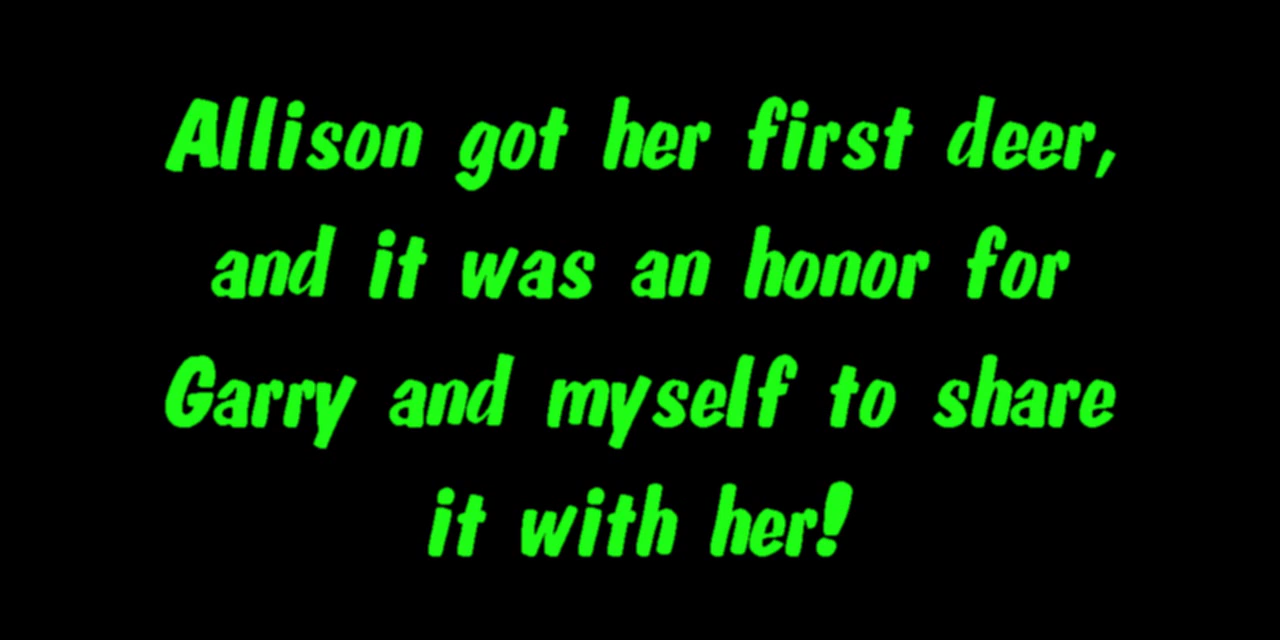 Allison got her first deer,
and it was an honor for
Garry and myself to share
it with her!